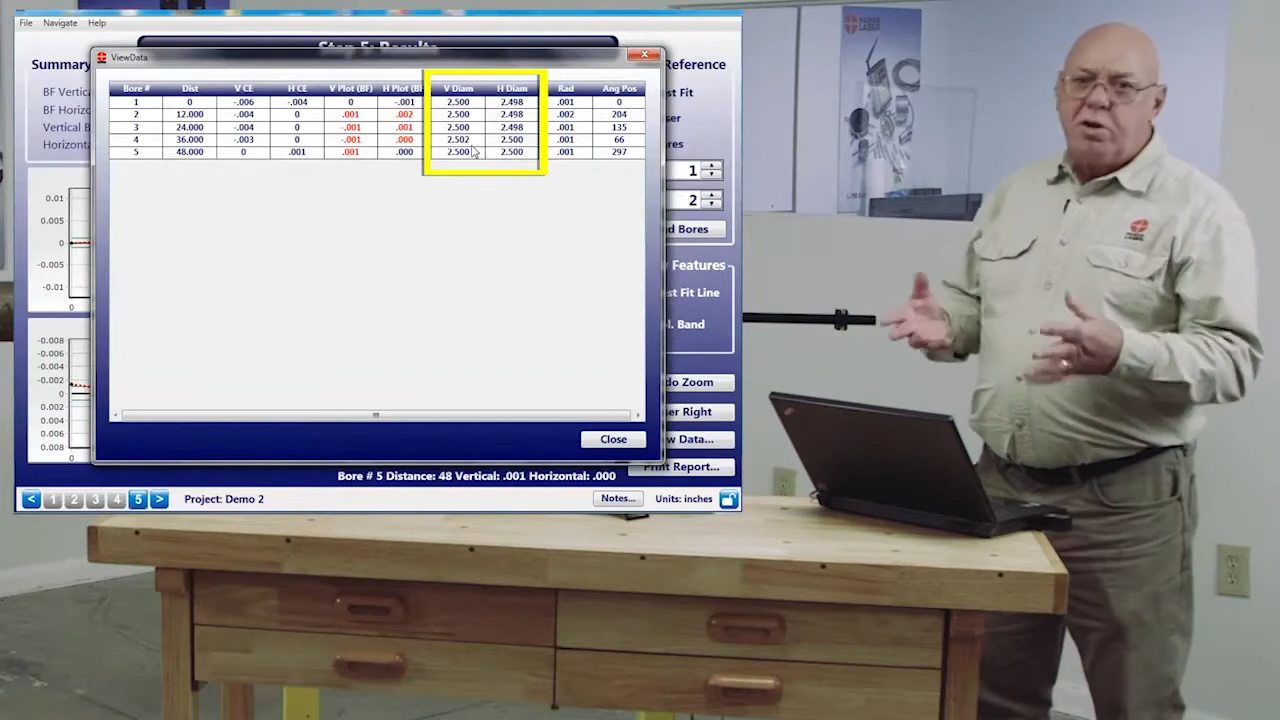 File Navigate Help
Step 5: Results
Summary
Reference
ViewData
Bore # Dist V CE H CE V Plot (BF) H Plot (BF V Diam H Diam Rad Ang Pos
1 0 -.006 -.004 0 -.001 2.500 2.498 .001 0
2 12.000 -.004 0 .001 .002 2.500 2.498 .002 204
3 24.000 -.004 0 -.001 .001 2.500 2.498 .001 135
4 36.000 -.003 0 -.001 .000 2.502 2.500 .001 66
5 48.000 0 .001 .001 .000 2.500 2.500 .001 297
BF Vertic
BF Horizo
Vertical B
Horizont
st Fit
ser
1
2
d Bores
Features
st Fit Line
l. Band
do Zoom
ser Right
w Data...
Print Report...
0.01
0.005
0
-0.005
-0.01
0
-0.008
-0.006
-0.004
-0.002
0
0.002
0.004
0.006
0.008
0
Close
Bore # 5 Distance: 48 Vertical: .001 Horizontal: .000
< 1 2 3 4 5 > Project: Demo 2 Notes... Units: inches
LASER
LASER